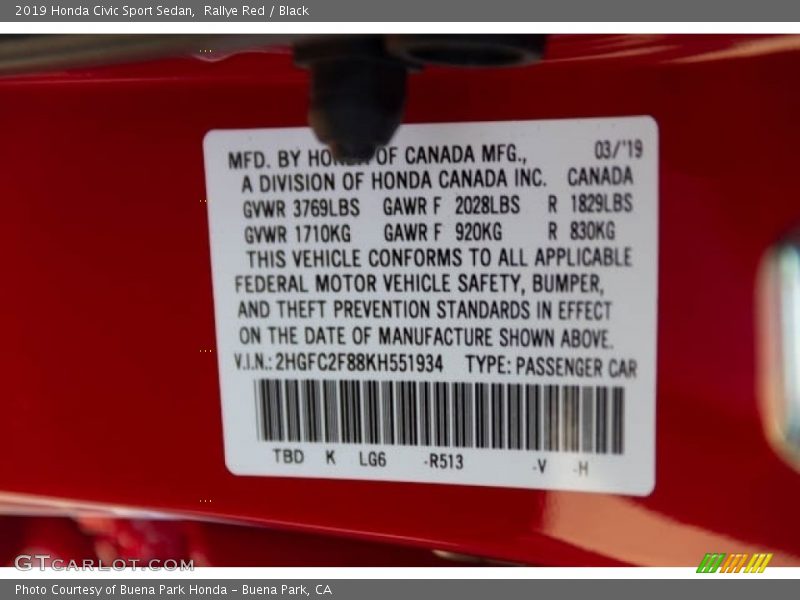 2019 Honda Civic Sport Sedan, Rallye Red / Black
MFD. BY HONDA OF CANADA MFG., 03/'19
A DIVISION OF HONDA CANADA INC. CANADA
GVWR 3769LBS GAWR F 2028LBS R 1829LBS
GVWR 1710KG GAWR F 920KG R 830KG
THIS VEHICLE CONFORMS TO ALL APPLICABLE
FEDERAL MOTOR VEHICLE SAFETY, BUMPER,
AND THEFT PREVENTION STANDARDS IN EFFECT
ON THE DATE OF MANUFACTURE SHOWN ABOVE.
V.I.N.: 2HGFC2F88KH551934 TYPE: PASSENGER CAR
TBD K LG6 -R513 -V -H
GTCARLOT.COM
Photo Courtesy of Buena Park Honda - Buena Park, CA